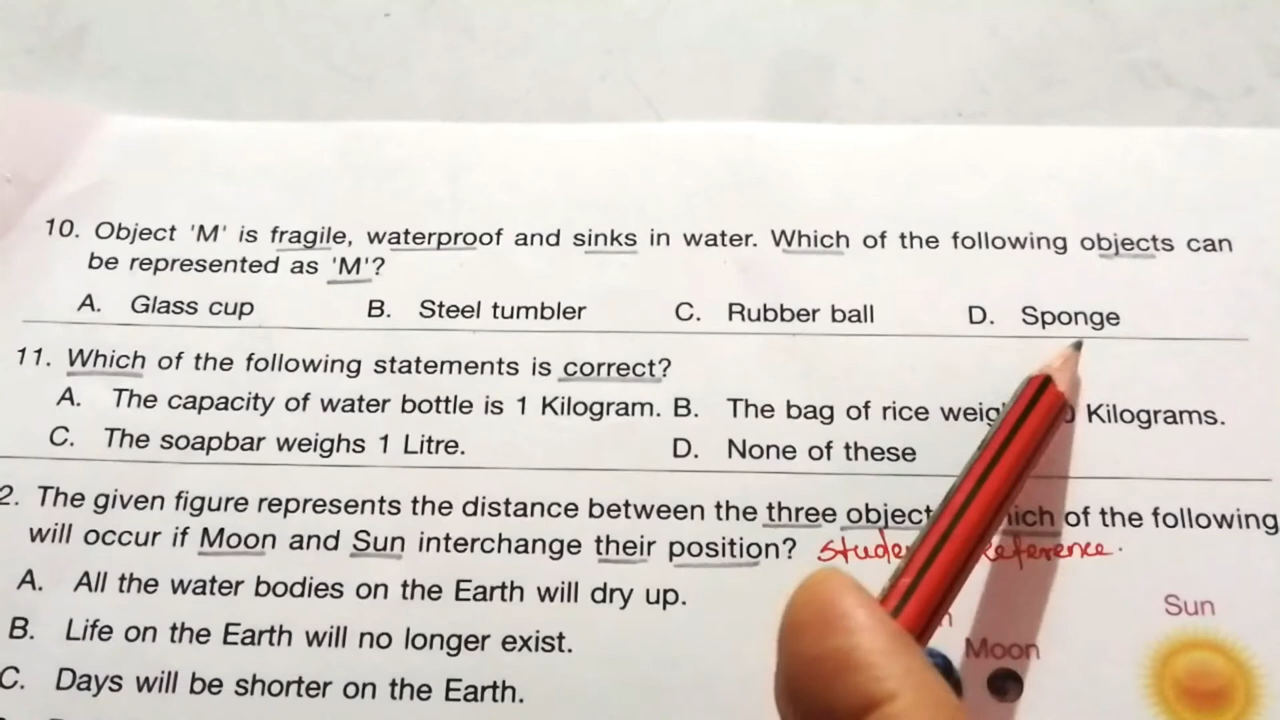 10. Object 'M' is fragile, waterproof and sinks in water. Which of the following objects can
be represented as 'M'?
A. Glass cup B. Steel tumbler C. Rubber ball D. Sponge
11. Which of the following statements is correct?
A. The capacity of water bottle is 1 Kilogram. B. The bag of rice Kilograms.
C. The soapbar weighs 1 Litre. D. None of these
2. The given figure represents the distance between the three of the following
will occur if Moon and Sun interchange their position?
A. All the water bodies on the Earth will dry up.
Sun
B. Life on the Earth will no longer exist.
Moon
C. Days will be shorter on the Earth.